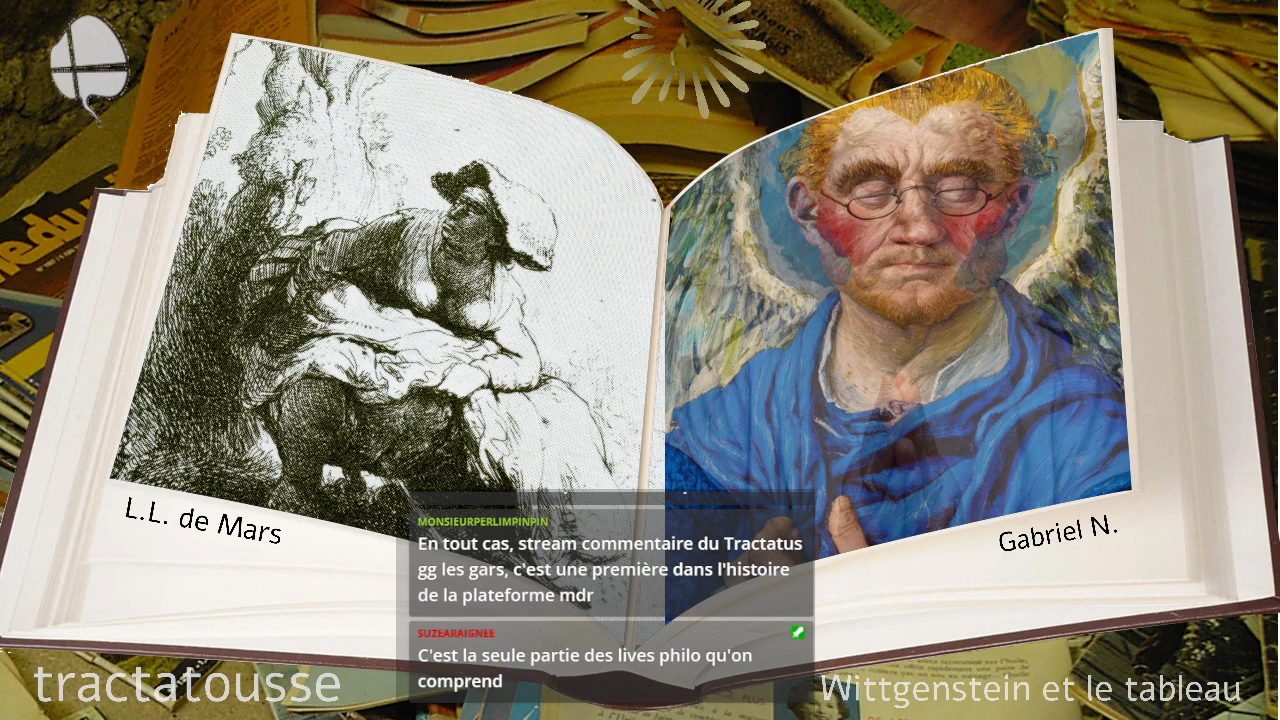 L.L. de Mars
Gabriel N.
MONSIEURPERLIMPINPIN
En tout cas, stream commentaire du Tractatus
gg les gars, c'est une première dans l'histoire
de la plateforme mdr
SUZEARAIGNEE
C'est la seule partie des lives philo qu'on
comprend
tractatousse
Wittgenstein et le tableau